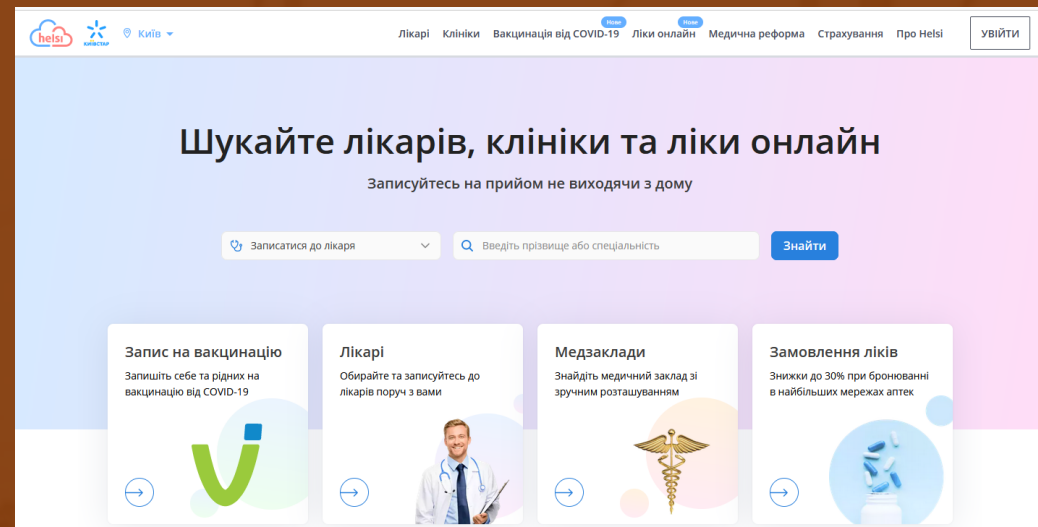 helsi
КИЇВСТАР
Київ
Лікарі
Клініки
Вакцинація від COVID-19
Нове
Ліки онлайн
Нове
Медична реформа
Страхування
Про Helsi
УВІЙТИ
Шукайте лікарів, клініки та ліки онлайн
Записуйтесь на прийом не виходячи з дому
Записатися до лікаря
Введіть прізвище або спеціальність
Знайти
Запис на вакцинацію
Запишіть себе та рідних на
вакцинацію від COVID-19
Лікарі
Обирайте та записуйтесь до
лікарів поруч з вами
Медзаклади
Знайдіть медичний заклад зі
зручним розташуванням
Замовлення ліків
Знижки до 30% при бронюванні
в найбільших мережах аптек